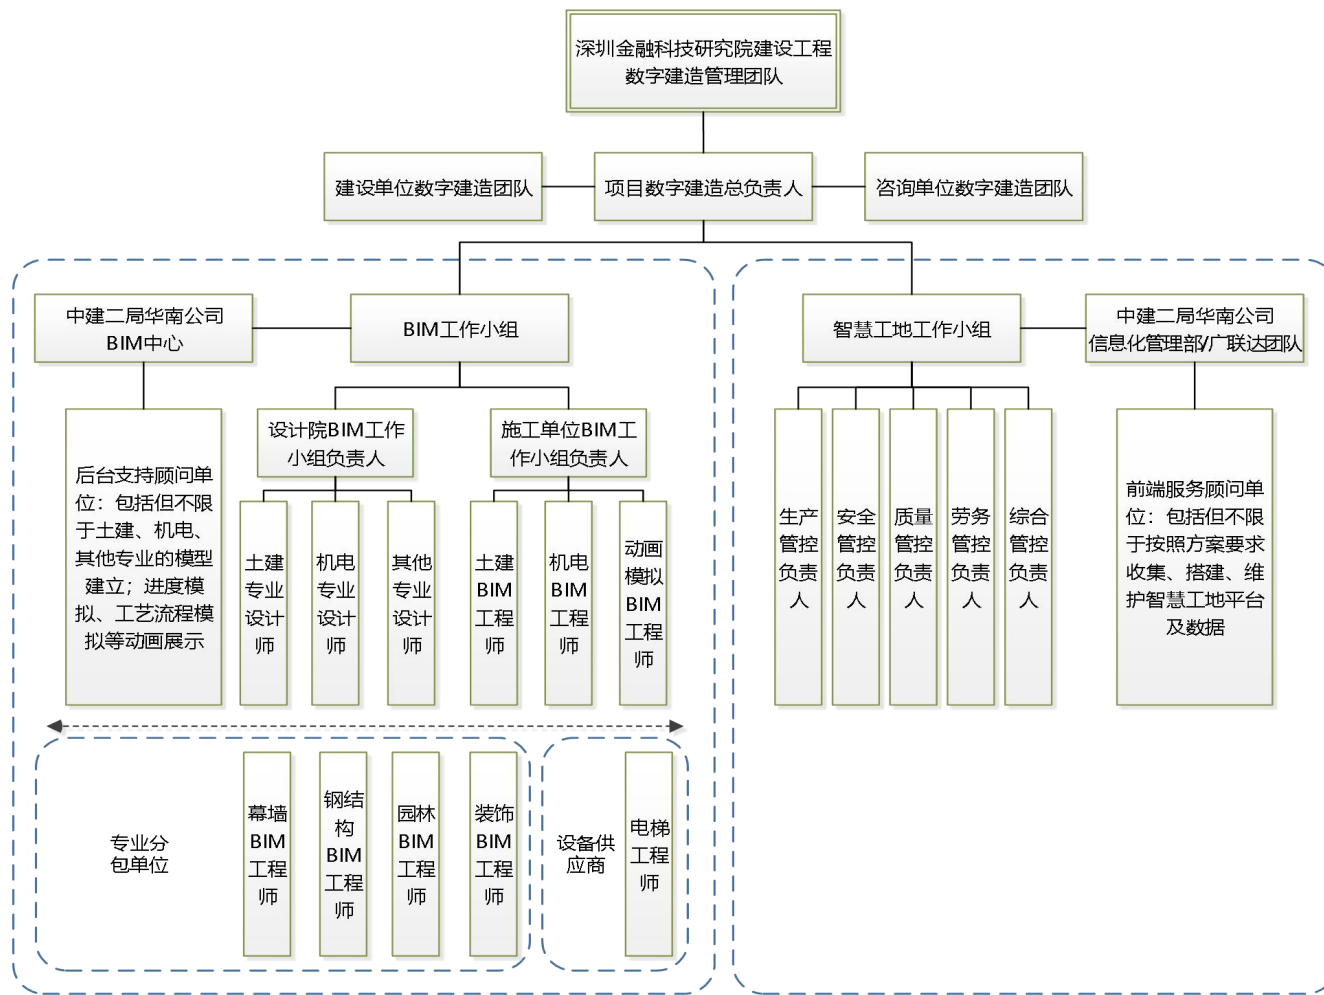 深圳金融科技研究院建设工程
数字建造管理团队
建设单位数字建造团队
项目数字建造总负责人
咨询单位数字建造团队
中建二局华南公司
BIM中心
BIM工作小组
智慧工地工作小组
中建二局华南公司
信息化管理部/广联达团队
后台支持顾问单
位：包括但不限
于土建、机电、
其他专业的模型
建立；进度模
拟、工艺流程模
拟等动画展示
设计院BIM工作
小组负责人
施工单位BIM工
作小组负责人
土建
专业
设计
师
机电
专业
设计
师
其他
专业
设计
师
土建
BIM
工程
师
机电
BIM
工程
师
动画
模拟
BIM
工程
师
生产
管控
负责
人
安全
管控
负责
人
质量
管控
负责
人
劳务
管控
负责
人
综合
管控
负责
人
前端服务顾问单
位：包括但不限
于按照方案要求
收集、搭建、维
护智慧工地平台
及数据
专业分
包单位
幕墙
BIM
工程
师
钢结
构
BIM
工程
师
园林
BIM
工程
师
装饰
BIM
工程
师
设备供
应商
电梯
工程
师